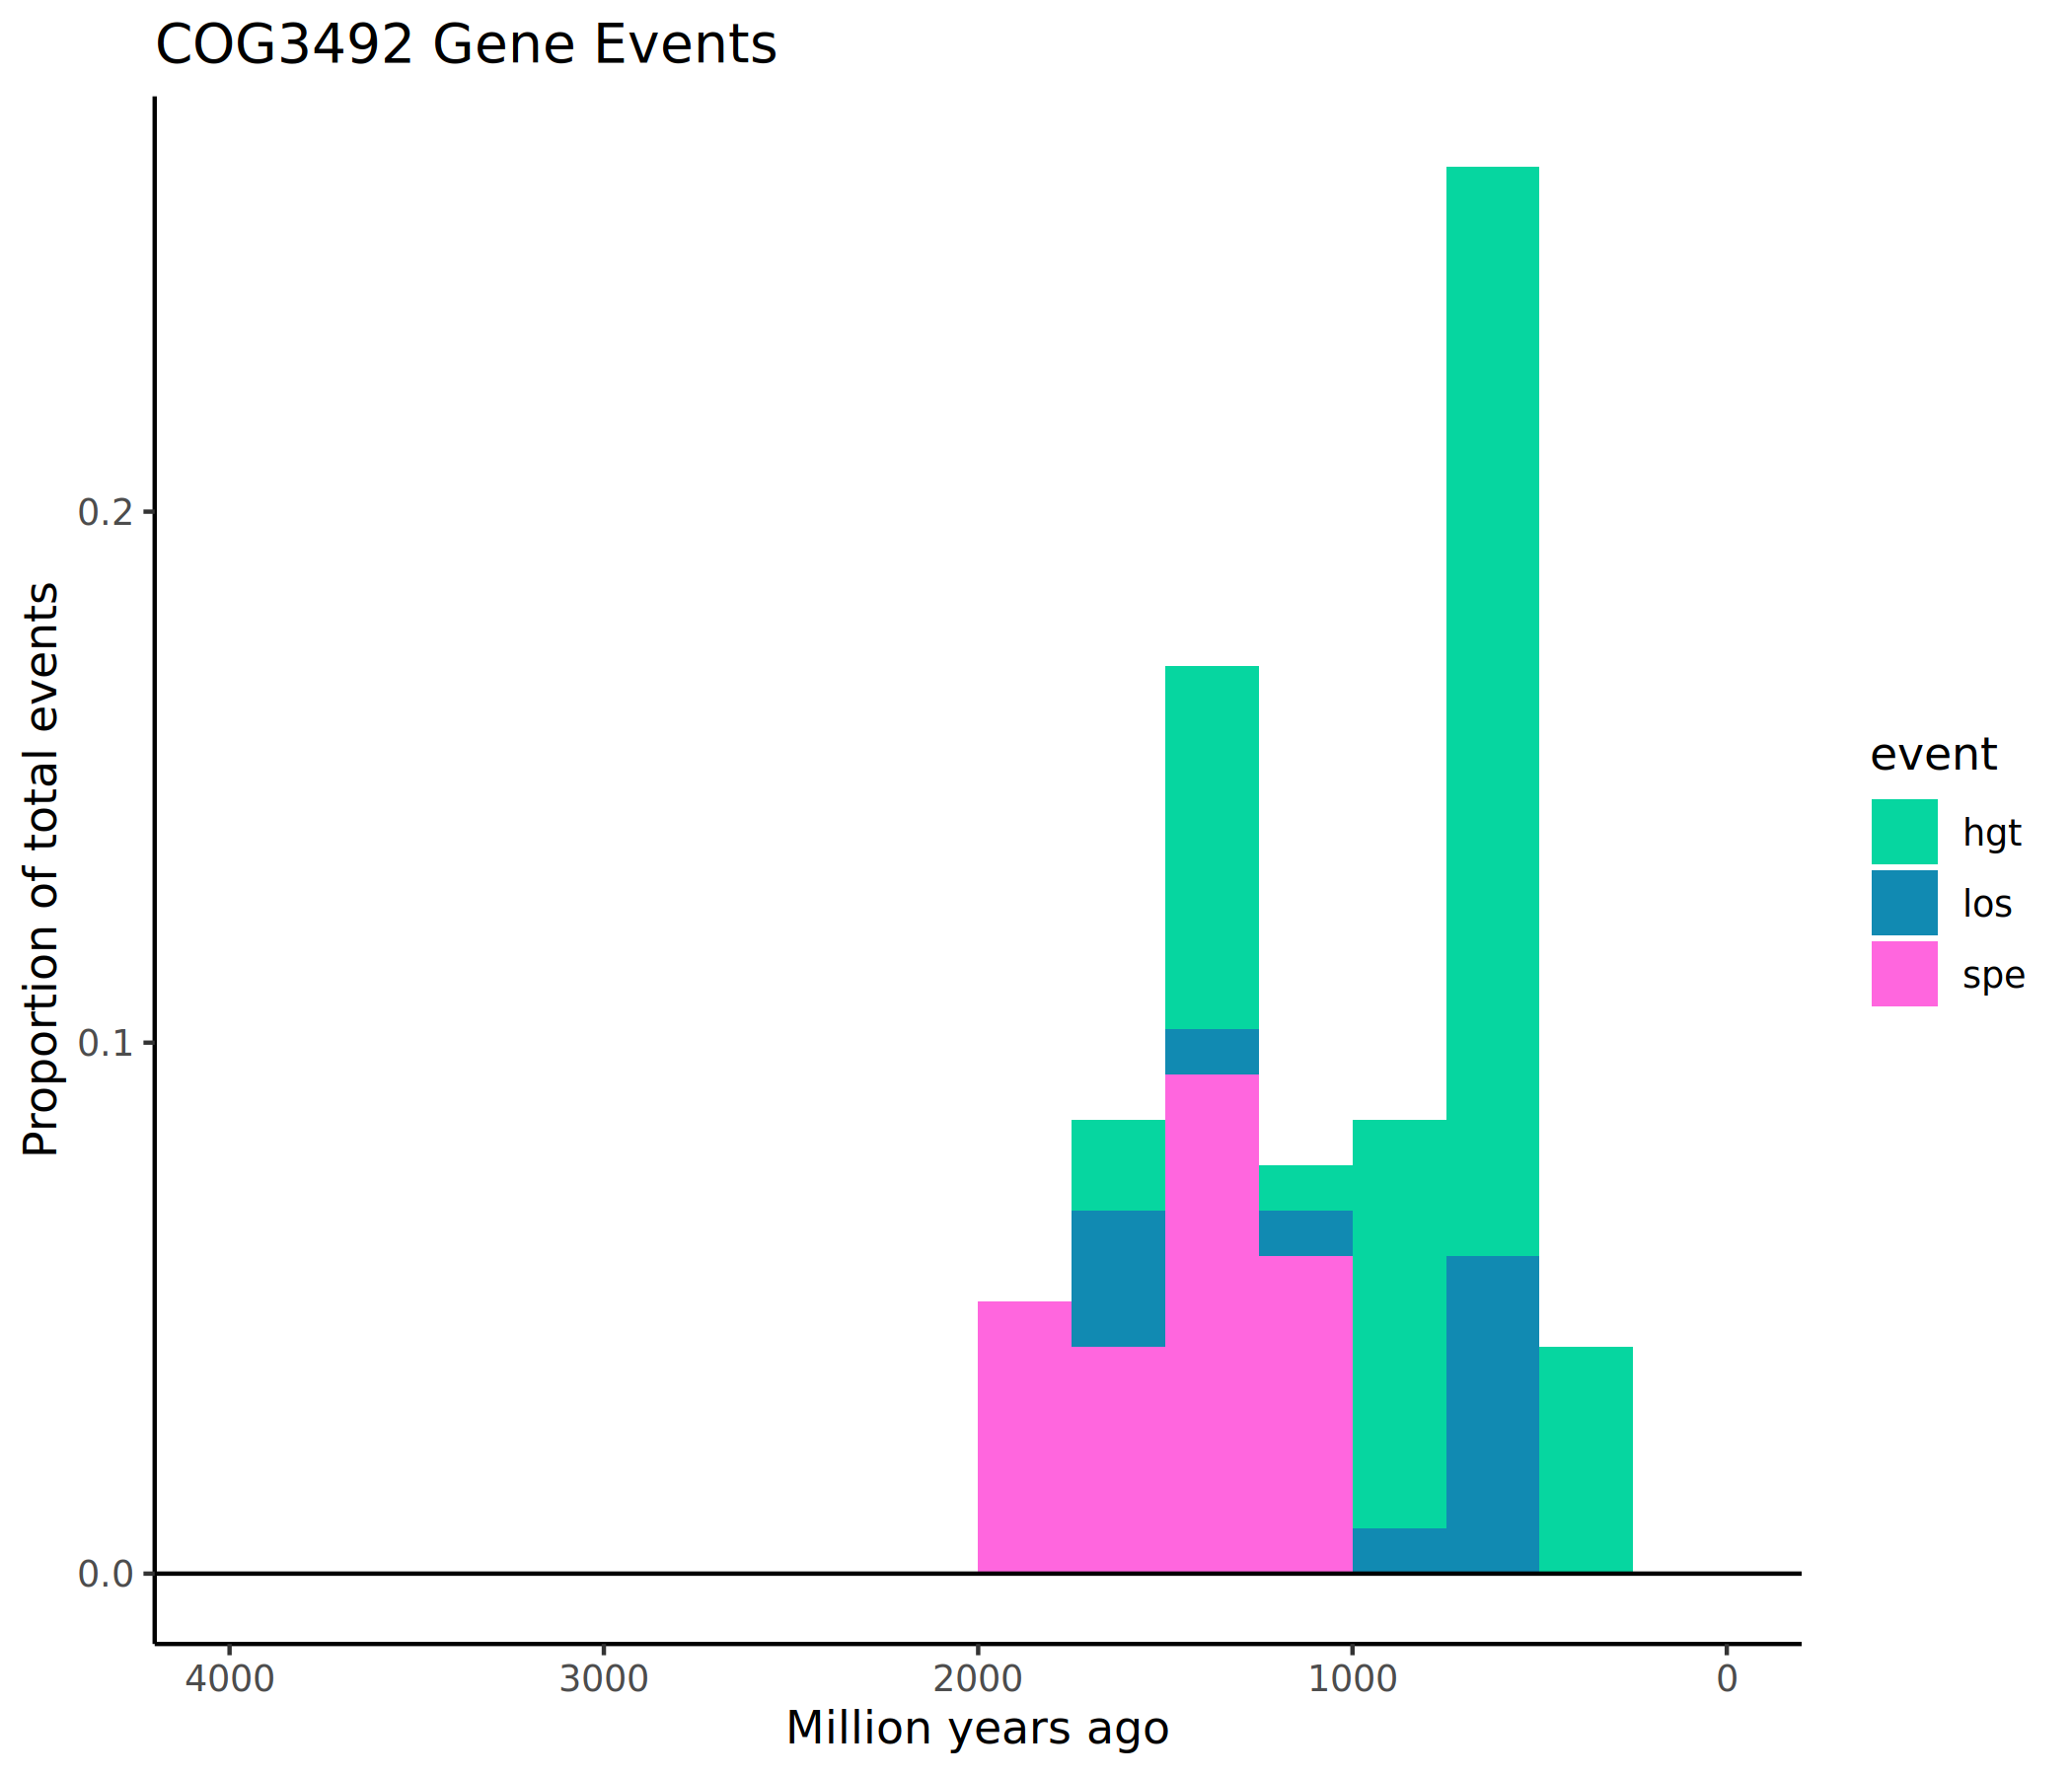 COG3492 Gene Events
Proportion of total events
0.2
0.1
0.0
4000 3000 2000 1000 0
Million years ago
event
hgt
los
spe